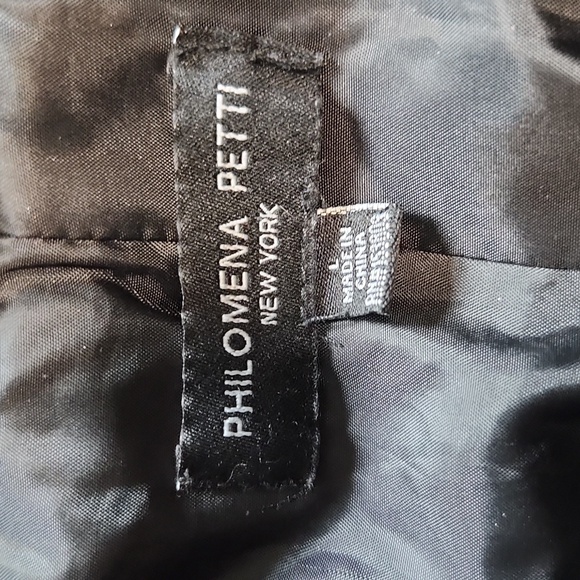 PHILOMENA PETTI
NEW YORK
L
MADE IN
CHINA